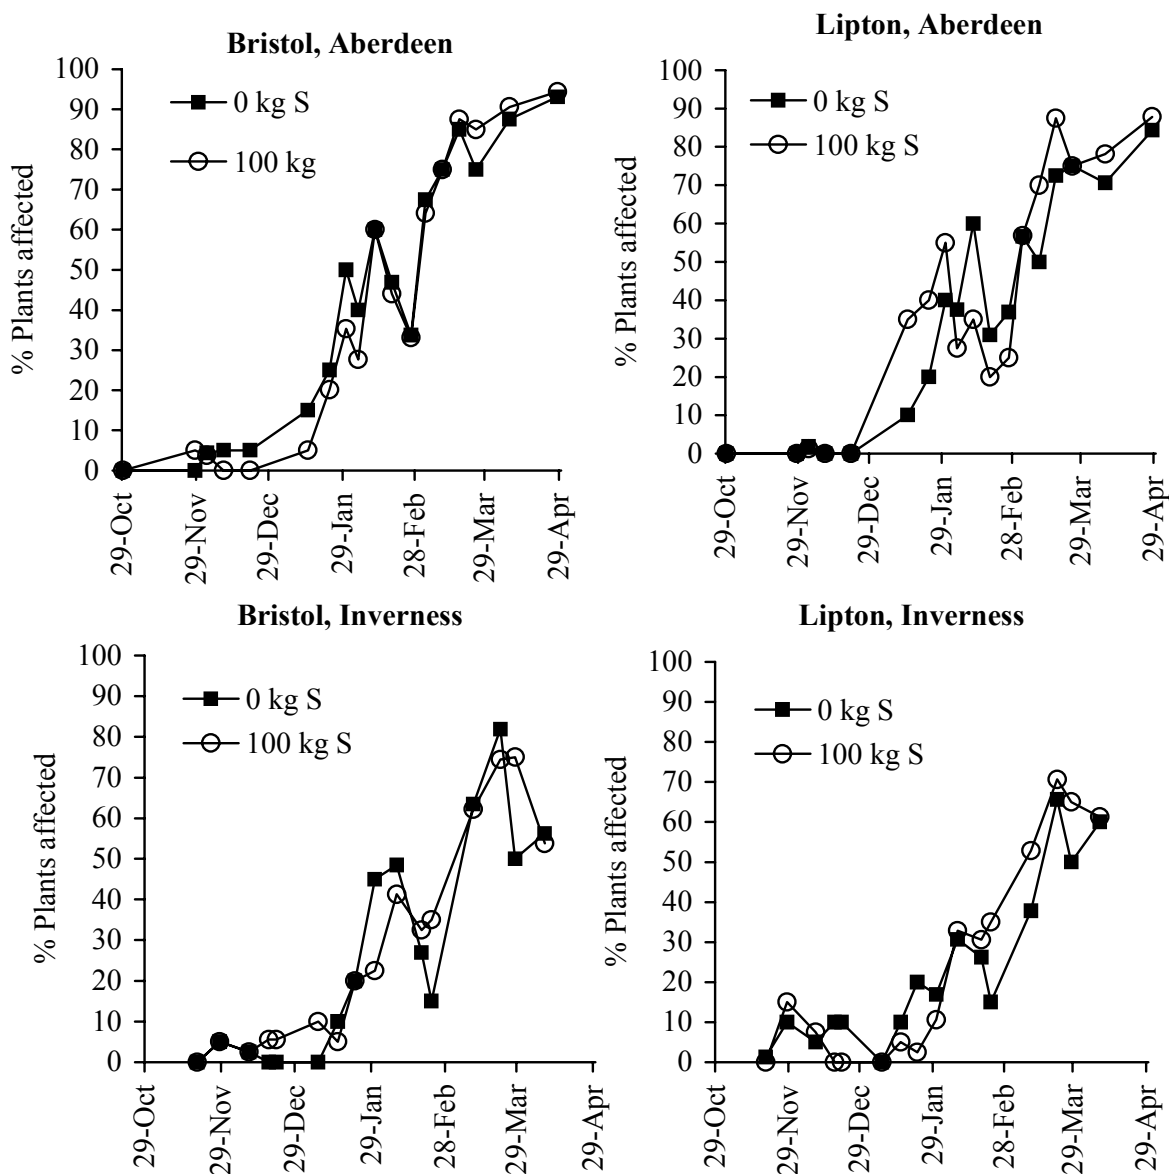 Bristol, Aberdeen
100
90
80
70
60
50
40
30
20
10
0
% Plants affected
0 kg S
100 kg
29-Oct
29-Nov
29-Dec
29-Jan
28-Feb
29-Mar
29-Apr
Lipton, Aberdeen
100
90
80
70
60
50
40
30
20
10
0
% Plants affected
0 kg S
100 kg S
29-Oct
29-Nov
29-Dec
29-Jan
28-Feb
29-Mar
29-Apr
Bristol, Inverness
100
90
80
70
60
50
40
30
20
10
0
% Plants affected
0 kg S
100 kg S
29-Oct
29-Nov
29-Dec
29-Jan
28-Feb
29-Mar
29-Apr
Lipton, Inverness
100
90
80
70
60
50
40
30
20
10
0
% Plants affected
0 kg S
100 kg S
29-Oct
29-Nov
29-Dec
29-Jan
28-Feb
29-Mar
29-Apr